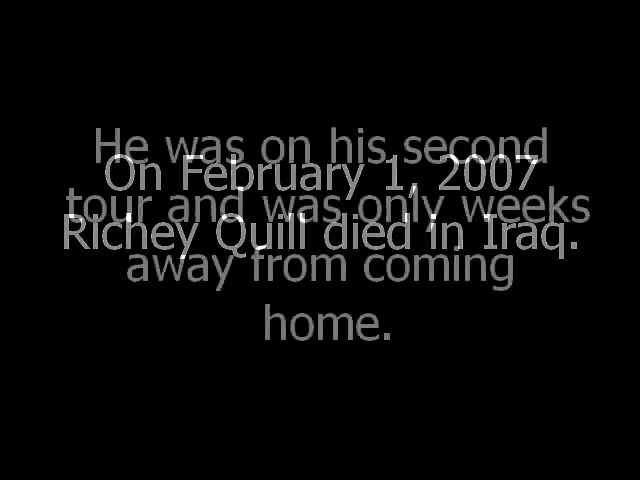 He was on his second
On February 1, 2007
tour and was only weeks
Richey Quill died in Iraq.
away from coming
home.